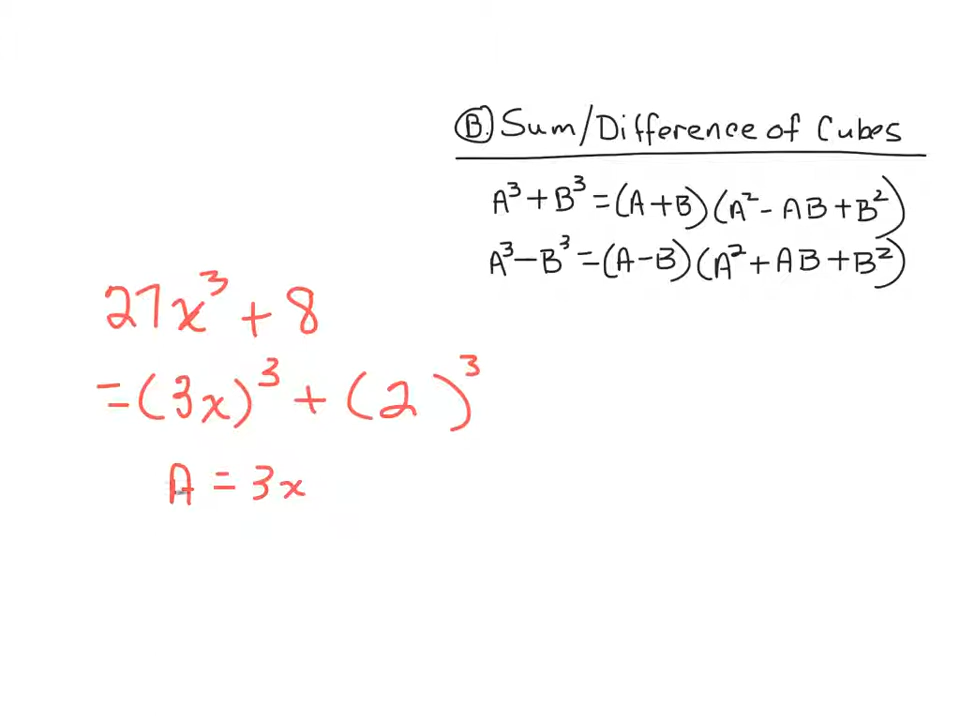 Ⓑ. Sum/Difference of Cubes
A³+B³=(A+B)(A²-AB+B²)
A³-B³=(A-B)(A²+AB+B²)
27x³+8
=(3x)³+(2)³
A=3x